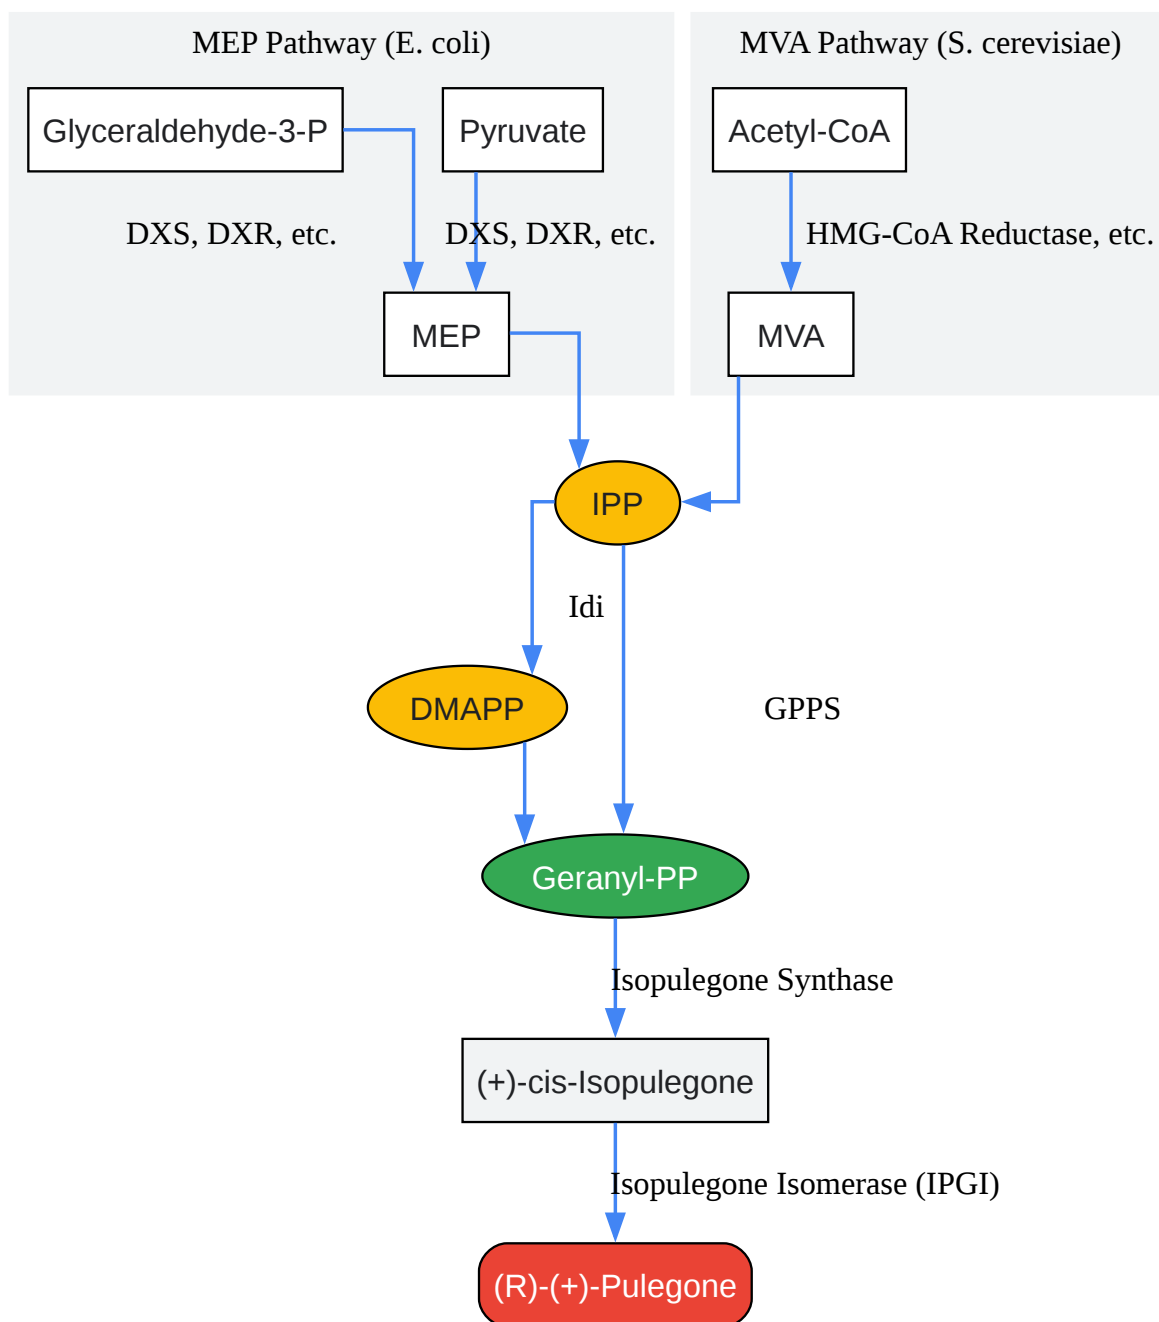 MEP Pathway (E. coli)
MVA Pathway (S. cerevisiae)
Glyceraldehyde-3-P
Pyruvate
Acetyl-CoA
DXS, DXR, etc.
DXS, DXR, etc.
HMG-CoA Reductase, etc.
MEP
MVA
IPP
Idi
DMAPP
GPPS
Geranyl-PP
Isopulegone Synthase
(+)-cis-Isopulegone
Isopulegone Isomerase (IPGI)
(R)-(+)-Pulegone